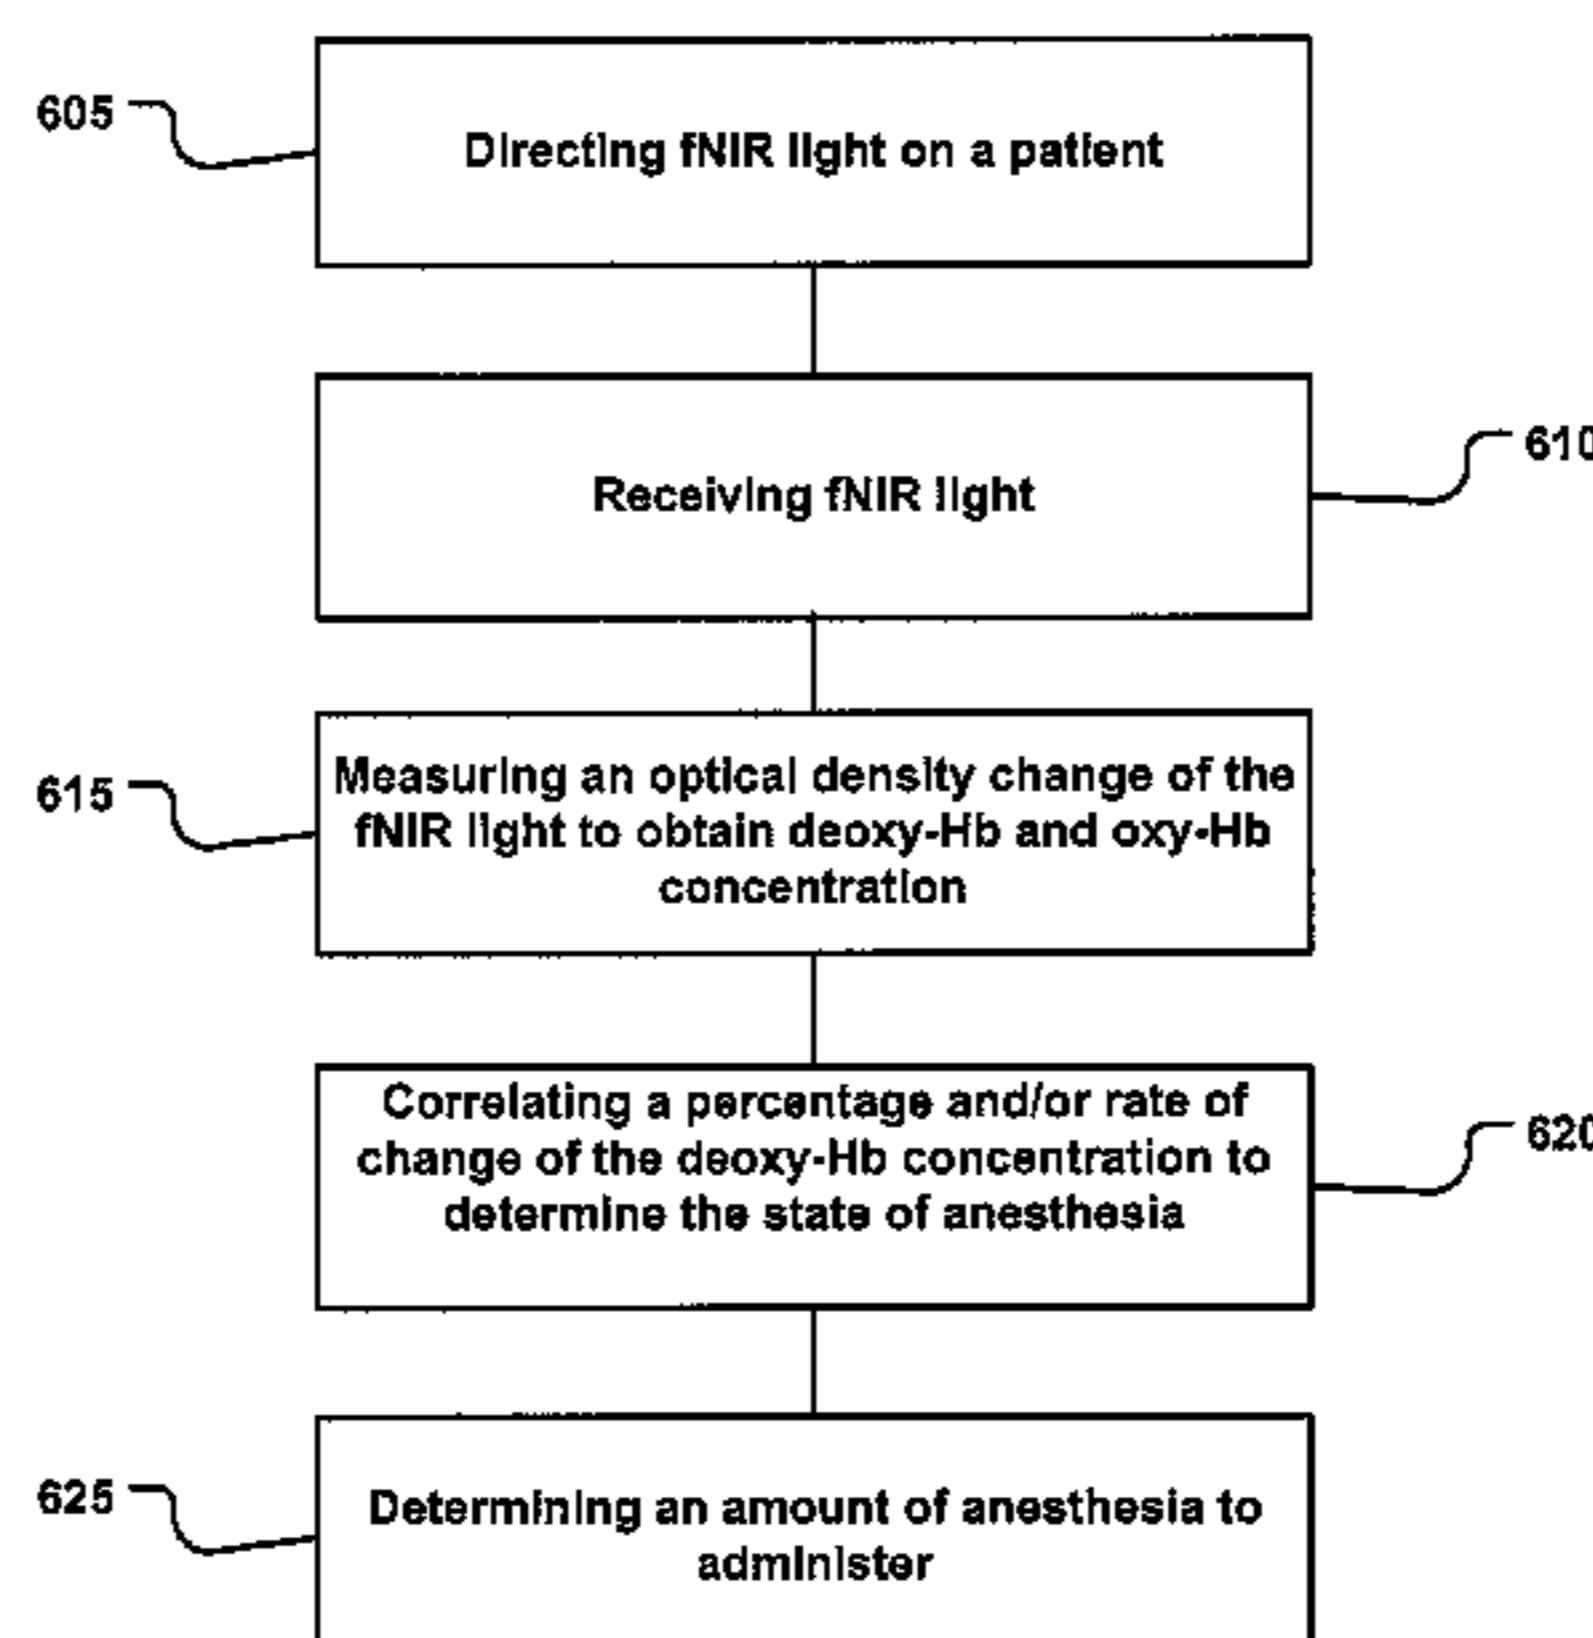 605
Directing fNIR light on a patient
610
Receiving fNIR light
615
Measuring an optical density change of the
fNIR light to obtain deoxy-Hb and oxy-Hb
concentration
620
Correlating a percentage and/or rate of
change of the deoxy-Hb concentration to
determine the state of anesthesia
625
Determining an amount of anesthesia to
administer